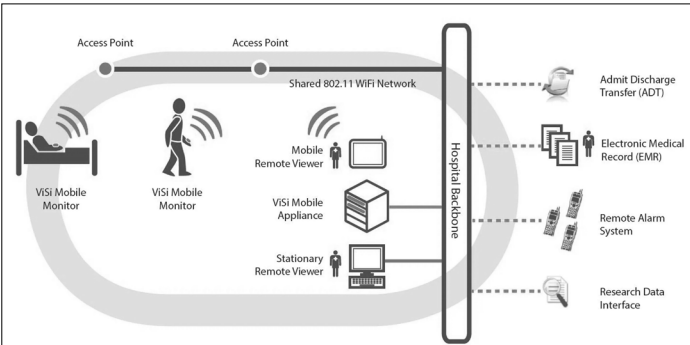 Access Point
Access Point
Shared 802.11 WiFi Network
ViSi Mobile
Monitor
ViSi Mobile
Monitor
Mobile
Remote Viewer
ViSi Mobile
Appliance
Stationary
Remote Viewer
Hospital Backbone
Admit Discharge
Transfer (ADT)
Electronic Medical
Record (EMR)
Remote Alarm
System
Research Data
Interface